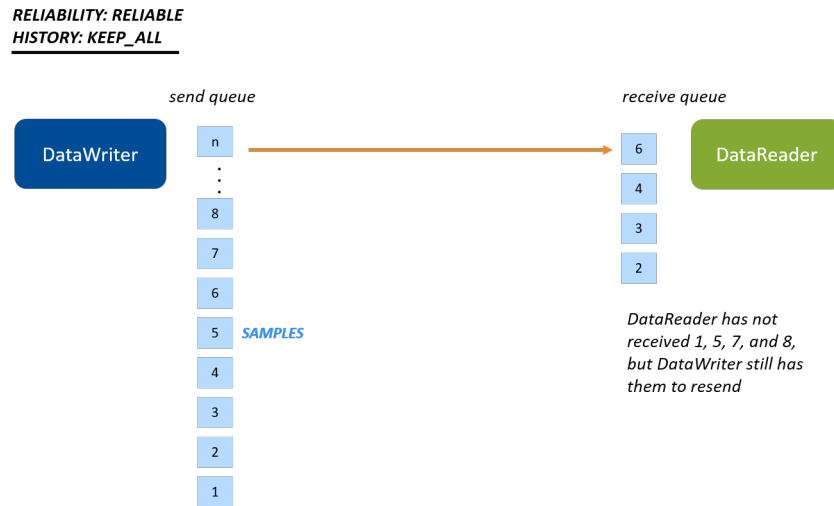 RELIABILITY: RELIABLE
HISTORY: KEEP_ALL
send queue
receive queue
DataWriter
DataReader
n
8
7
6
5
SAMPLES
4
3
2
1
6
4
3
2
DataReader has not
received 1, 5, 7, and 8,
but DataWriter still has
them to resend